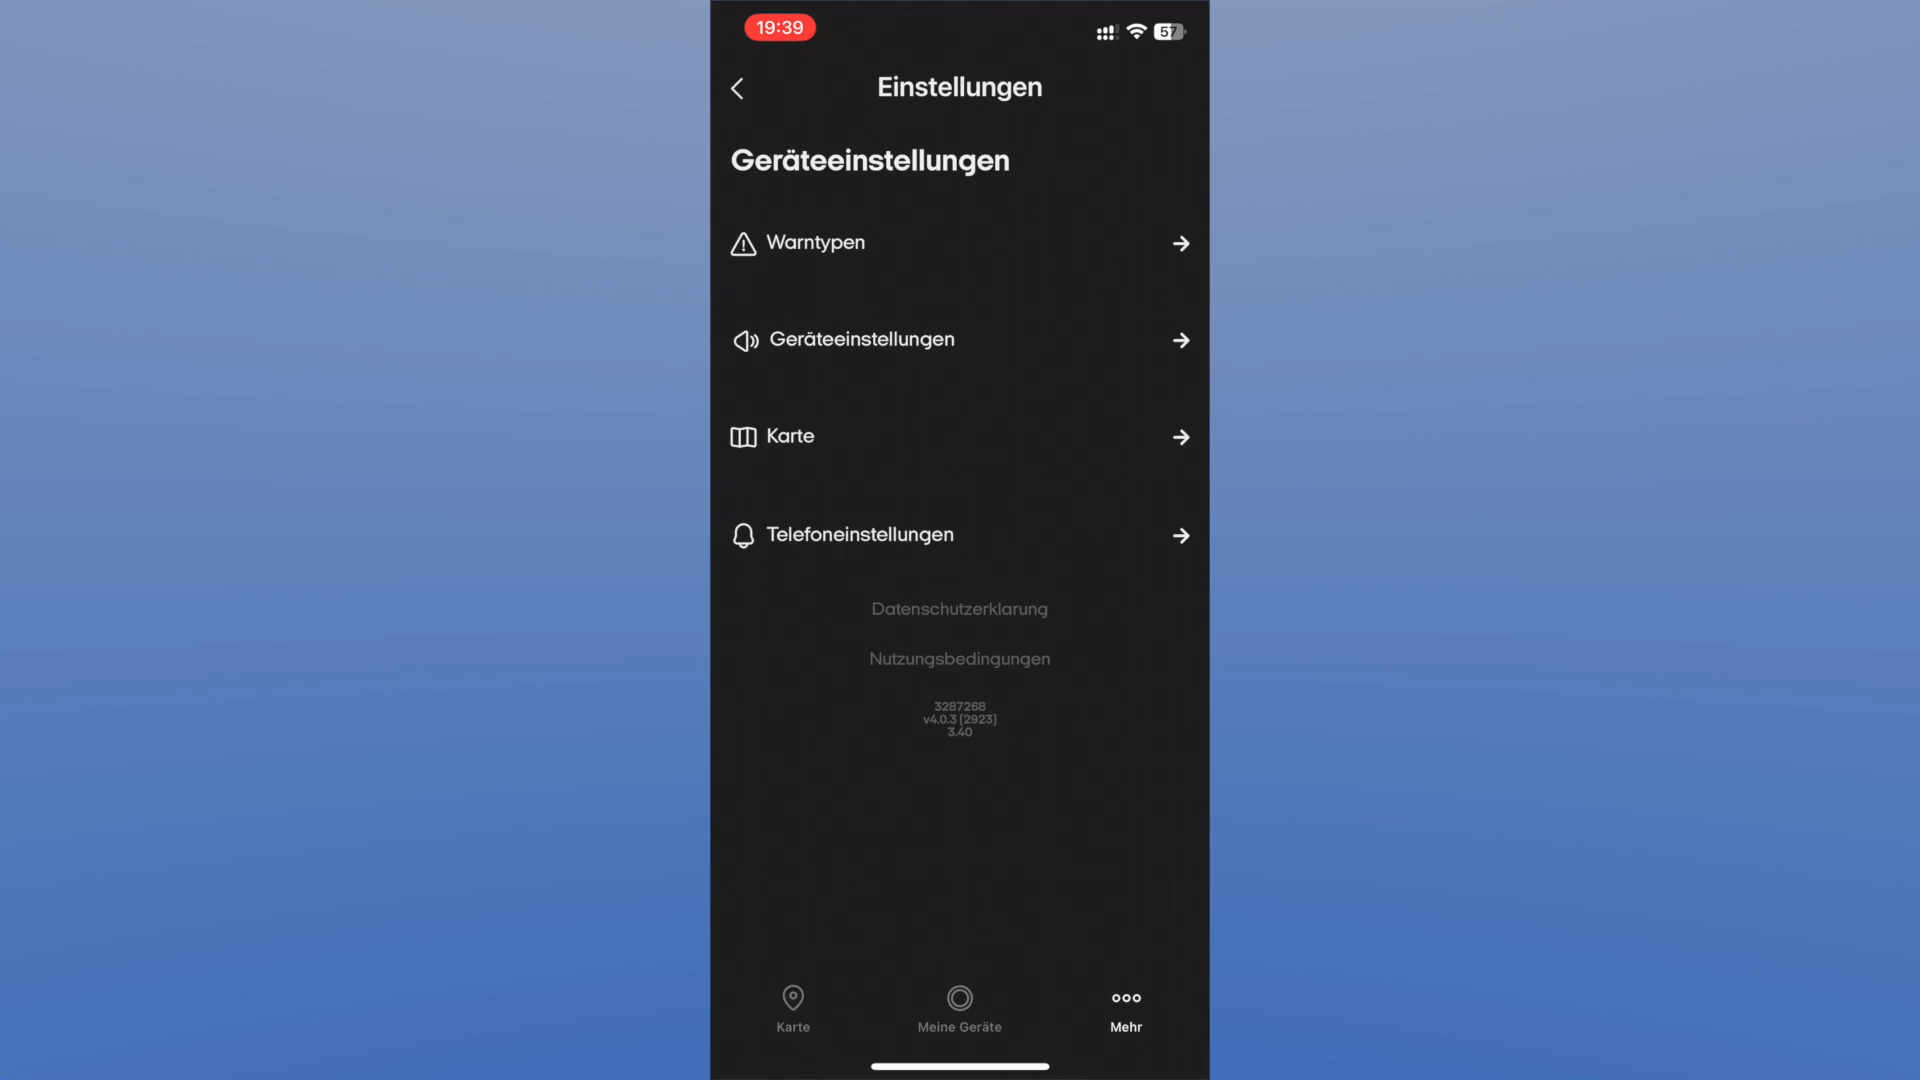 19:39
57
Einstellungen
Geräteeinstellungen
Warntypen
Geräteeinstellungen
Karte
Telefoneinstellungen
Datenschutzerklarung
Nutzungsbedingungen
3287268
v4.0.3 [2923]
3.40
Karte
Meine Geräte
Mehr